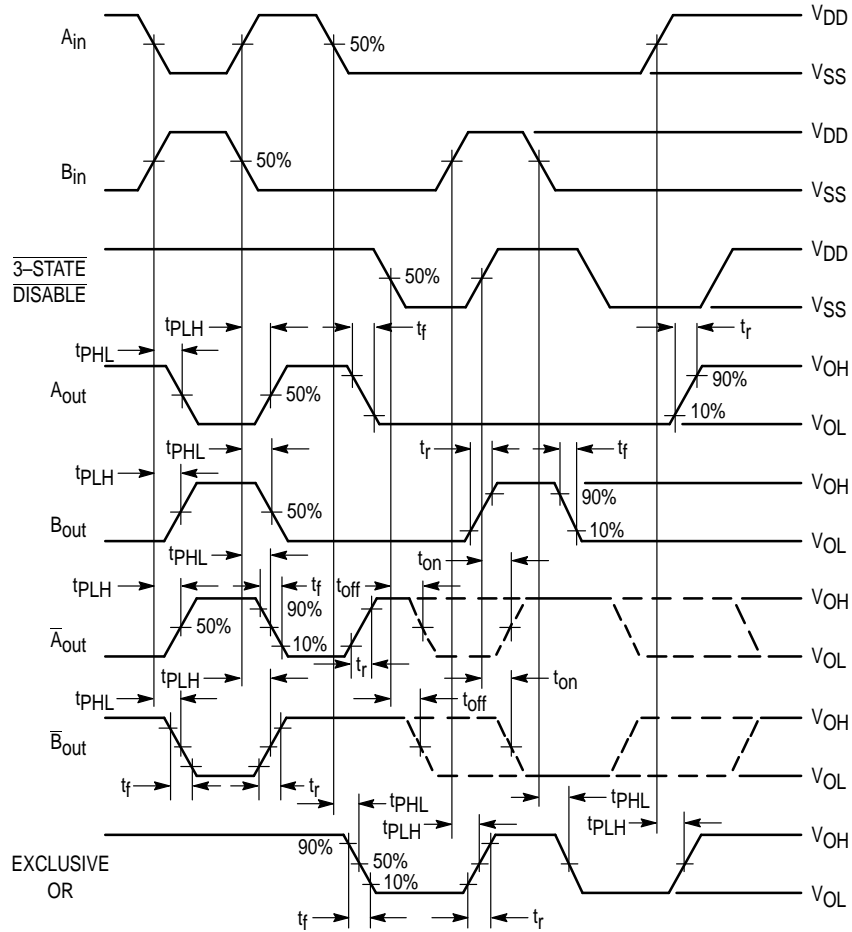 A_in
50%
V_DD
V_SS
B_in
50%
V_DD
V_SS
3–STATE
DISABLE
50%
V_DD
V_SS
t_PLH
t_f
t_r
t_PHL
A_out
50%
90%
10%
V_OH
V_OL
t_PHL
t_r
t_f
t_PLH
B_out
50%
90%
10%
V_OH
V_OL
t_PHL
t_on
t_PLH
t_f
t_off
A̅_out
50%
90%
10%
V_OH
V_OL
t_r
t_PLH
t_on
t_PHL
t_off
B̅_out
V_OH
V_OL
t_f
t_r
t_PHL
t_PHL
t_PLH
t_PLH
EXCLUSIVE
OR
90%
50%
10%
V_OH
V_OL
t_f
t_r